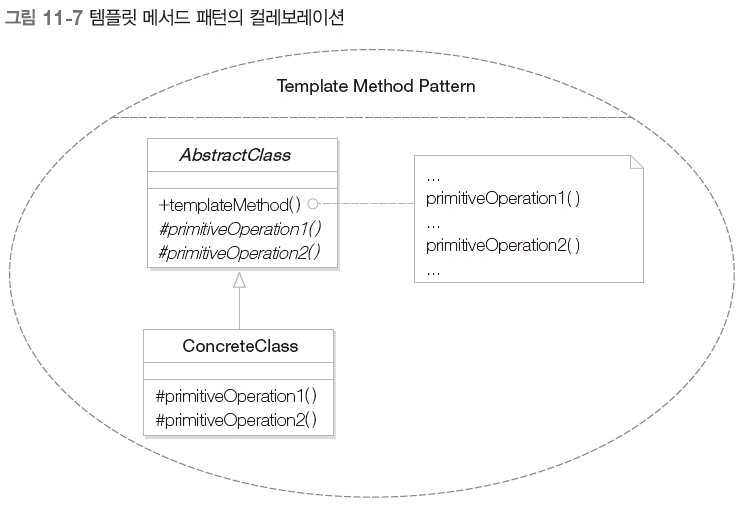 그림 11-7 템플릿 메서드 패턴의 컬레보레이션
Template Method Pattern
AbstractClass
+templateMethod()
#primitiveOperation1()
#primitiveOperation2()
...
primitiveOperation1( )
...
primitiveOperation2( )
...
ConcreteClass
#primitiveOperation1()
#primitiveOperation2()